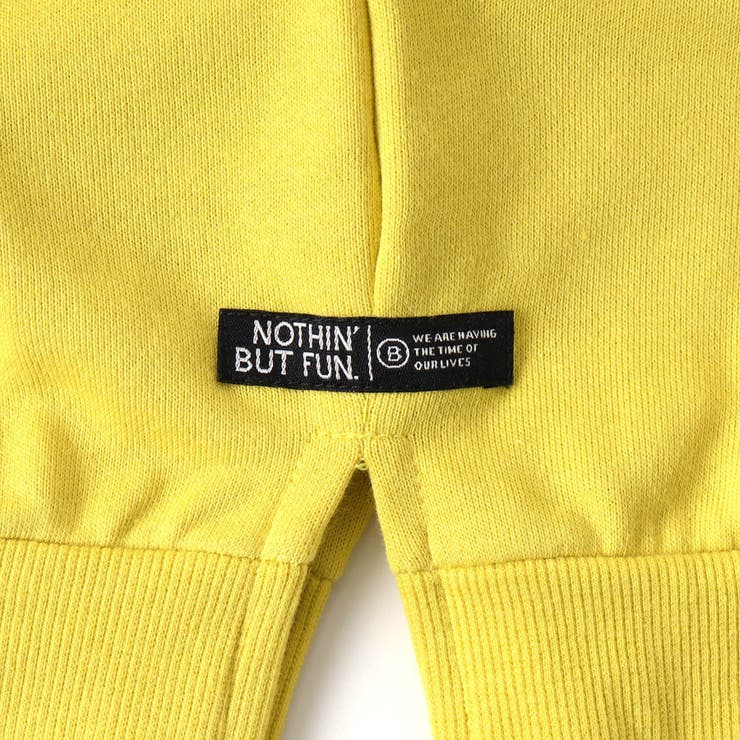 NOTHIN'
BUT FUN.
B
WE ARE HAVING
THE TIME OF
OUR LIVES